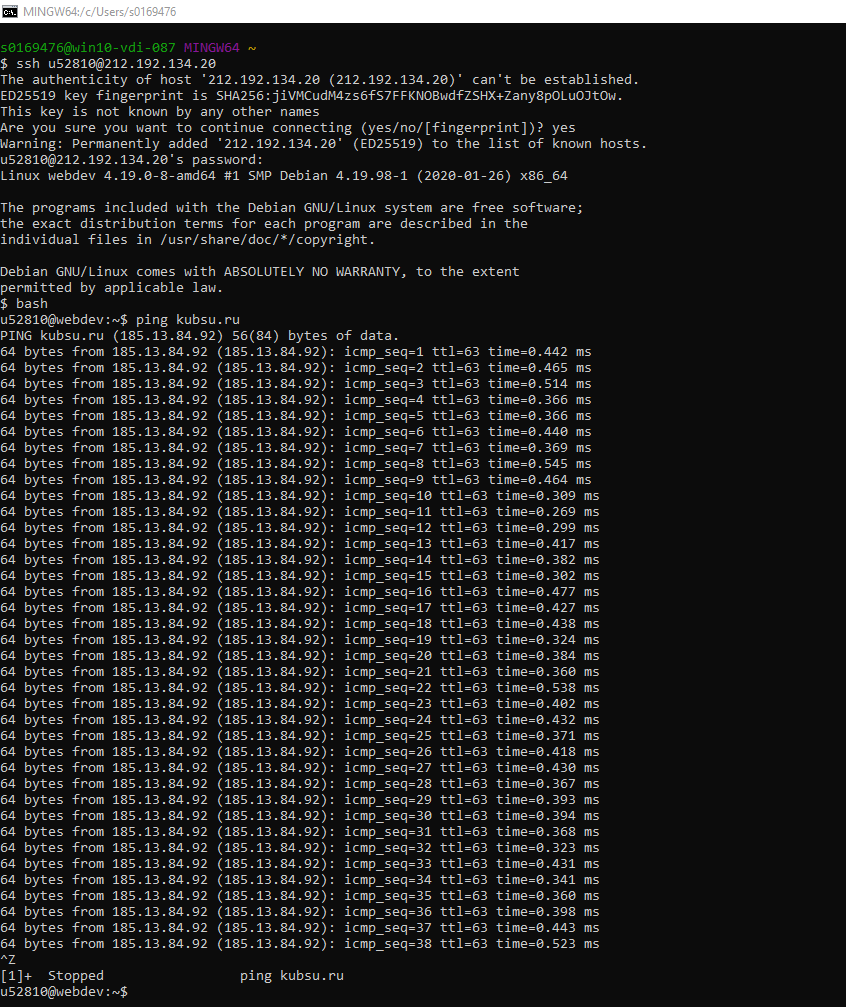 MINGW64:/c/Users/s0169476
s0169476@win10-vdi-087 MINGW64 ~
$ ssh u52810@212.192.134.20
The authenticity of host '212.192.134.20 (212.192.134.20)' can't be established.
ED25519 key fingerprint is SHA256:jiVMCudM4zs6fS7FFKNOBwdfZSHX+Zany8pOLuOJtOw.
This key is not known by any other names
Are you sure you want to continue connecting (yes/no/[fingerprint])? yes
Warning: Permanently added '212.192.134.20' (ED25519) to the list of known hosts.
u52810@212.192.134.20's password:
Linux webdev 4.19.0-8-amd64 #1 SMP Debian 4.19.98-1 (2020-01-26) x86_64
The programs included with the Debian GNU/Linux system are free software;
the exact distribution terms for each program are described in the
individual files in /usr/share/doc/*/copyright.
Debian GNU/Linux comes with ABSOLUTELY NO WARRANTY, to the extent
permitted by applicable law.
$ bash
u52810@webdev:~$ ping kubsu.ru
PING kubsu.ru (185.13.84.92) 56(84) bytes of data.
64 bytes from 185.13.84.92 (185.13.84.92): icmp_seq=1 ttl=63 time=0.442 ms
64 bytes from 185.13.84.92 (185.13.84.92): icmp_seq=2 ttl=63 time=0.465 ms
64 bytes from 185.13.84.92 (185.13.84.92): icmp_seq=3 ttl=63 time=0.514 ms
64 bytes from 185.13.84.92 (185.13.84.92): icmp_seq=4 ttl=63 time=0.366 ms
64 bytes from 185.13.84.92 (185.13.84.92): icmp_seq=5 ttl=63 time=0.366 ms
64 bytes from 185.13.84.92 (185.13.84.92): icmp_seq=6 ttl=63 time=0.440 ms
64 bytes from 185.13.84.92 (185.13.84.92): icmp_seq=7 ttl=63 time=0.369 ms
64 bytes from 185.13.84.92 (185.13.84.92): icmp_seq=8 ttl=63 time=0.545 ms
64 bytes from 185.13.84.92 (185.13.84.92): icmp_seq=9 ttl=63 time=0.464 ms
64 bytes from 185.13.84.92 (185.13.84.92): icmp_seq=10 ttl=63 time=0.309 ms
64 bytes from 185.13.84.92 (185.13.84.92): icmp_seq=11 ttl=63 time=0.269 ms
64 bytes from 185.13.84.92 (185.13.84.92): icmp_seq=12 ttl=63 time=0.299 ms
64 bytes from 185.13.84.92 (185.13.84.92): icmp_seq=13 ttl=63 time=0.417 ms
64 bytes from 185.13.84.92 (185.13.84.92): icmp_seq=14 ttl=63 time=0.382 ms
64 bytes from 185.13.84.92 (185.13.84.92): icmp_seq=15 ttl=63 time=0.302 ms
64 bytes from 185.13.84.92 (185.13.84.92): icmp_seq=16 ttl=63 time=0.477 ms
64 bytes from 185.13.84.92 (185.13.84.92): icmp_seq=17 ttl=63 time=0.427 ms
64 bytes from 185.13.84.92 (185.13.84.92): icmp_seq=18 ttl=63 time=0.438 ms
64 bytes from 185.13.84.92 (185.13.84.92): icmp_seq=19 ttl=63 time=0.324 ms
64 bytes from 185.13.84.92 (185.13.84.92): icmp_seq=20 ttl=63 time=0.384 ms
64 bytes from 185.13.84.92 (185.13.84.92): icmp_seq=21 ttl=63 time=0.360 ms
64 bytes from 185.13.84.92 (185.13.84.92): icmp_seq=22 ttl=63 time=0.538 ms
64 bytes from 185.13.84.92 (185.13.84.92): icmp_seq=23 ttl=63 time=0.402 ms
64 bytes from 185.13.84.92 (185.13.84.92): icmp_seq=24 ttl=63 time=0.432 ms
64 bytes from 185.13.84.92 (185.13.84.92): icmp_seq=25 ttl=63 time=0.371 ms
64 bytes from 185.13.84.92 (185.13.84.92): icmp_seq=26 ttl=63 time=0.418 ms
64 bytes from 185.13.84.92 (185.13.84.92): icmp_seq=27 ttl=63 time=0.430 ms
64 bytes from 185.13.84.92 (185.13.84.92): icmp_seq=28 ttl=63 time=0.367 ms
64 bytes from 185.13.84.92 (185.13.84.92): icmp_seq=29 ttl=63 time=0.393 ms
64 bytes from 185.13.84.92 (185.13.84.92): icmp_seq=30 ttl=63 time=0.394 ms
64 bytes from 185.13.84.92 (185.13.84.92): icmp_seq=31 ttl=63 time=0.368 ms
64 bytes from 185.13.84.92 (185.13.84.92): icmp_seq=32 ttl=63 time=0.323 ms
64 bytes from 185.13.84.92 (185.13.84.92): icmp_seq=33 ttl=63 time=0.431 ms
64 bytes from 185.13.84.92 (185.13.84.92): icmp_seq=34 ttl=63 time=0.341 ms
64 bytes from 185.13.84.92 (185.13.84.92): icmp_seq=35 ttl=63 time=0.360 ms
64 bytes from 185.13.84.92 (185.13.84.92): icmp_seq=36 ttl=63 time=0.398 ms
64 bytes from 185.13.84.92 (185.13.84.92): icmp_seq=37 ttl=63 time=0.443 ms
64 bytes from 185.13.84.92 (185.13.84.92): icmp_seq=38 ttl=63 time=0.523 ms
^Z
[1]+  Stopped                 ping kubsu.ru
u52810@webdev:~$